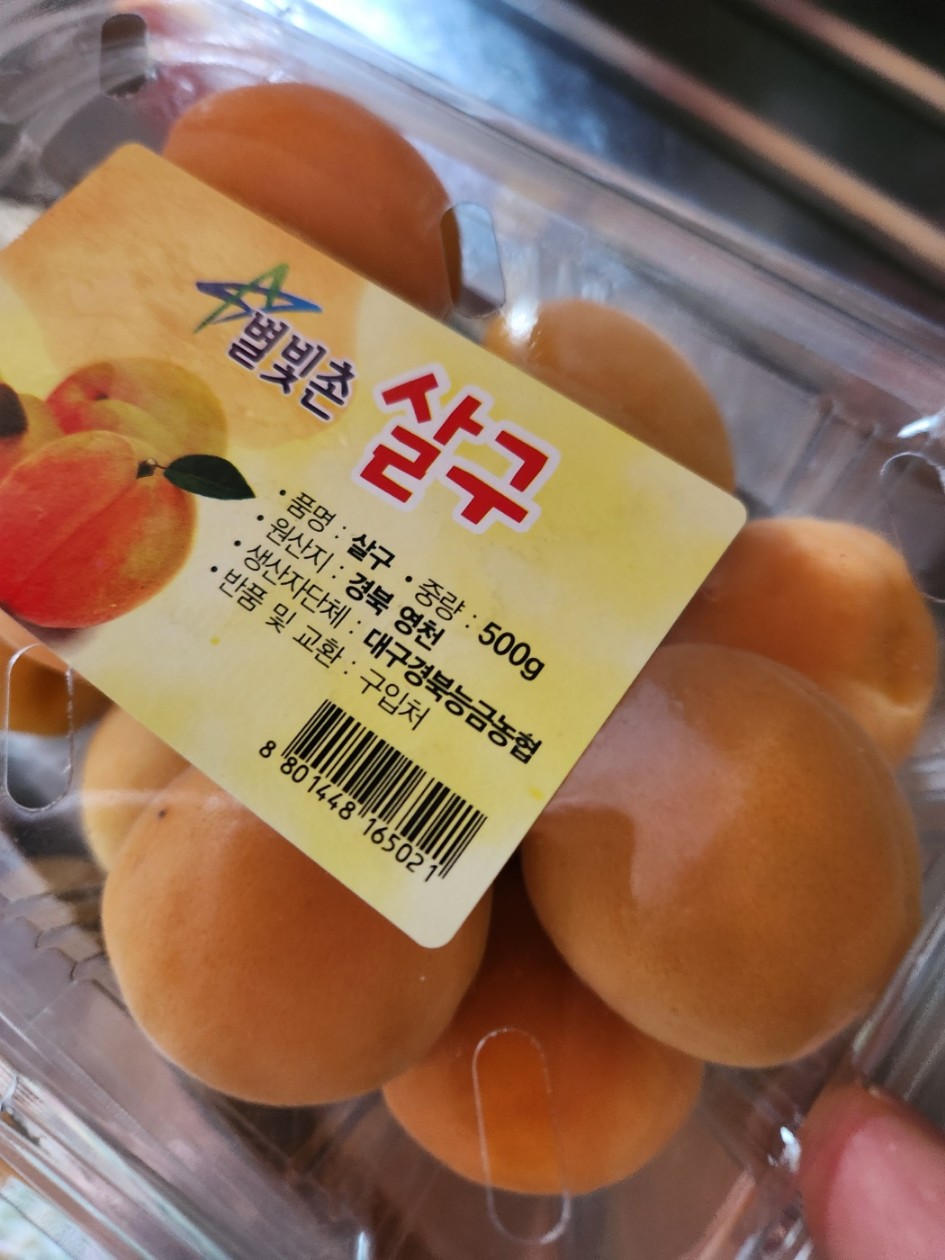 별빛촌
살구
• 품명 : 살구 • 중량 : 500g
• 원산지 : 경북 영천
• 생산자단체 : 대구경북능금농협
• 반품 및 교환 : 구입처
8 801448 165021